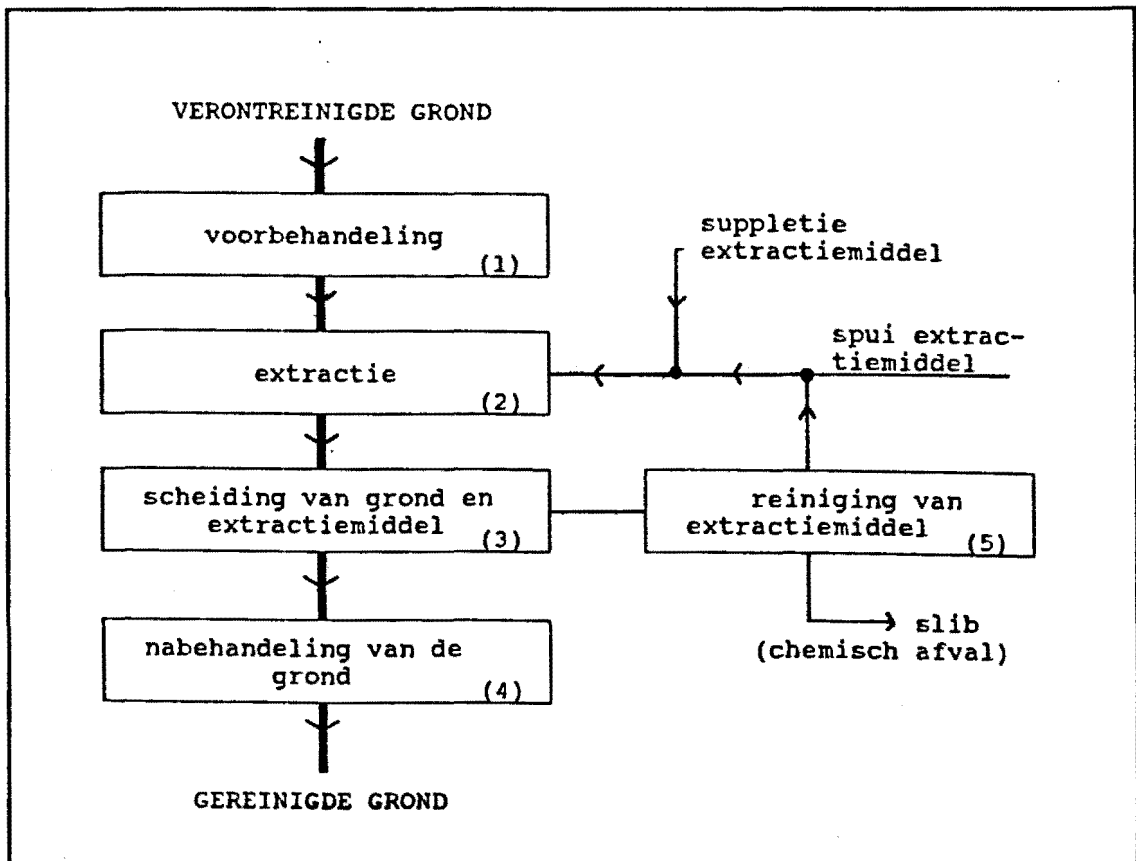 VERONTREINIGDE GROND
voorbehandeling
(1)
suppletie
extractiemiddel
extractie
(2)
spui extrac-
tiemiddel
scheiding van grond en
extractiemiddel
(3)
reiniging van
extractiemiddel
(5)
nabehandeling van de
grond
(4)
slib
(chemisch afval)
GEREINIGDE GROND